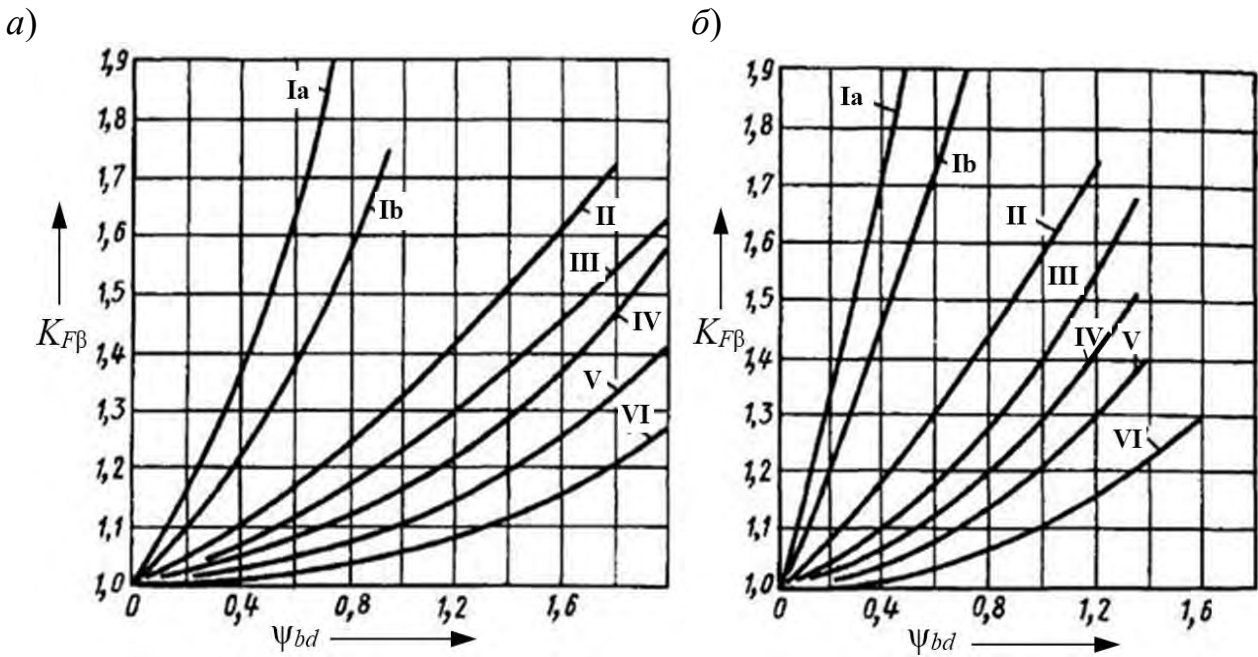 а)
1,9
1,8
1,7
1,6
1,5
1,4
1,3
1,2
1,1
1,0
KFβ
Ia
Ib
II
III
IV
V
VI
0
0,4
0,8
1,2
1,6
ψbd
б)
1,9
1,8
1,7
1,6
1,5
1,4
1,3
1,2
1,1
1,0
KFβ
Ia
Ib
II
III
IV
V
VI
0
0,4
0,8
1,2
1,6
ψbd